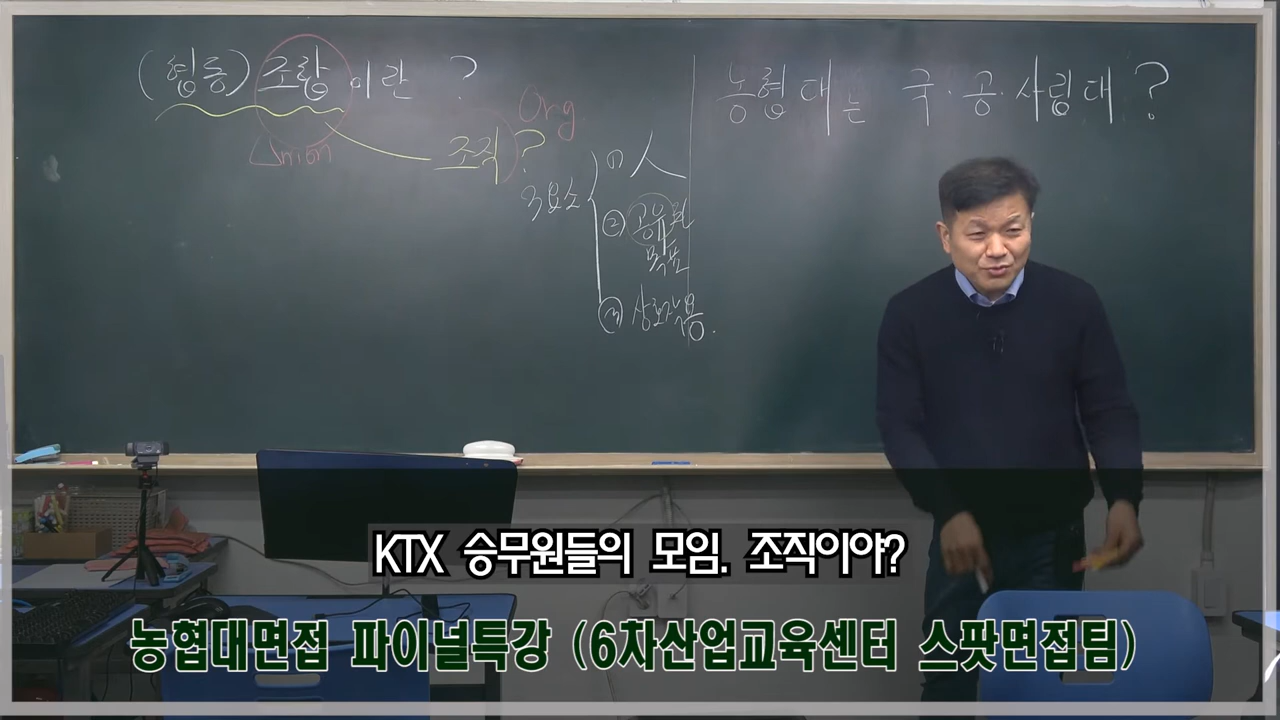 (협동) 조합 이란 ?
Union
조직 ?
Org
3요소
① 人
② 공유된
목표
③ 상호작용.
농협대는 국·공·사립대 ?
KTX 승무원들의 모임. 조직이야?
농협대면접 파이널특강 (6차산업교육센터 스팟면접팀)